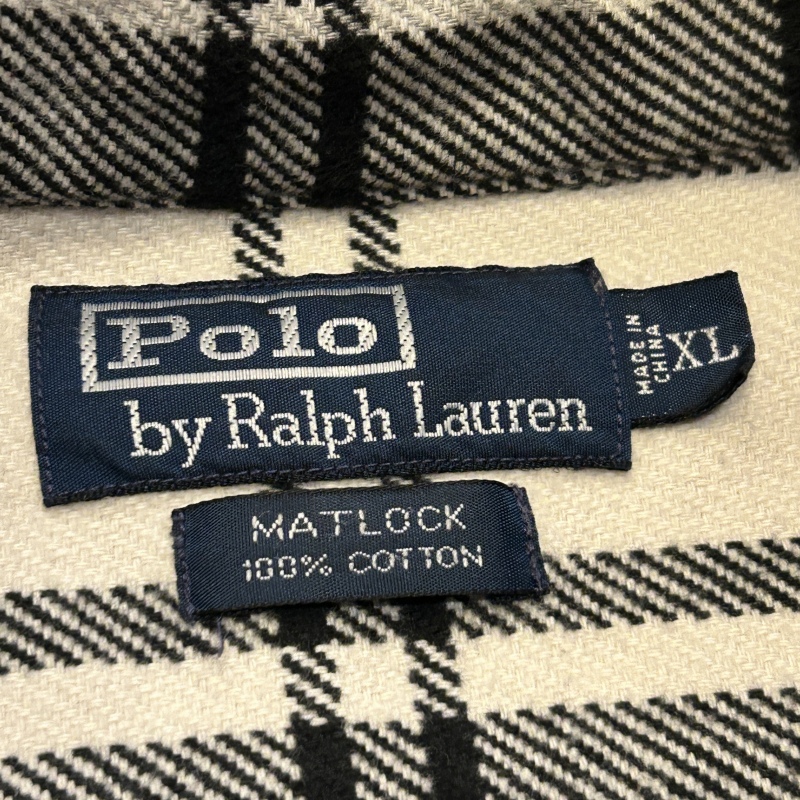 Polo
by Ralph Lauren
MADE IN
CHINA
XL
MATLOCK
100% COTTON